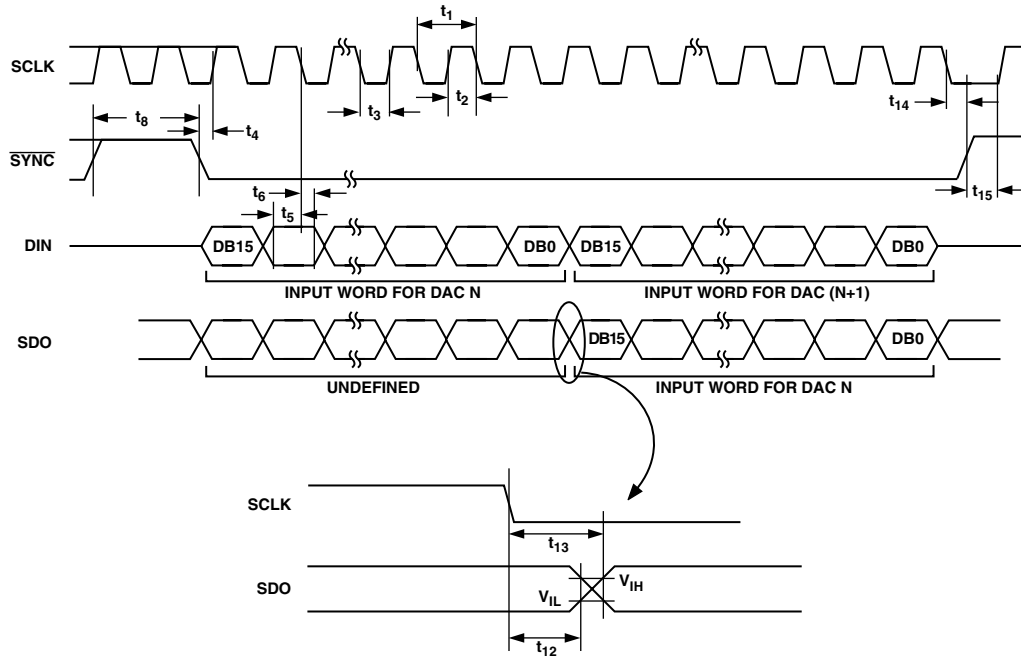 t1
SCLK
t3
t2
t14
t8
t4
SYNC
t6
t15
t5
DIN
DB15
DB0
DB15
DB0
INPUT WORD FOR DAC N
INPUT WORD FOR DAC (N+1)
SDO
DB15
DB0
UNDEFINED
INPUT WORD FOR DAC N
SCLK
t13
SDO
VIH
VIL
t12